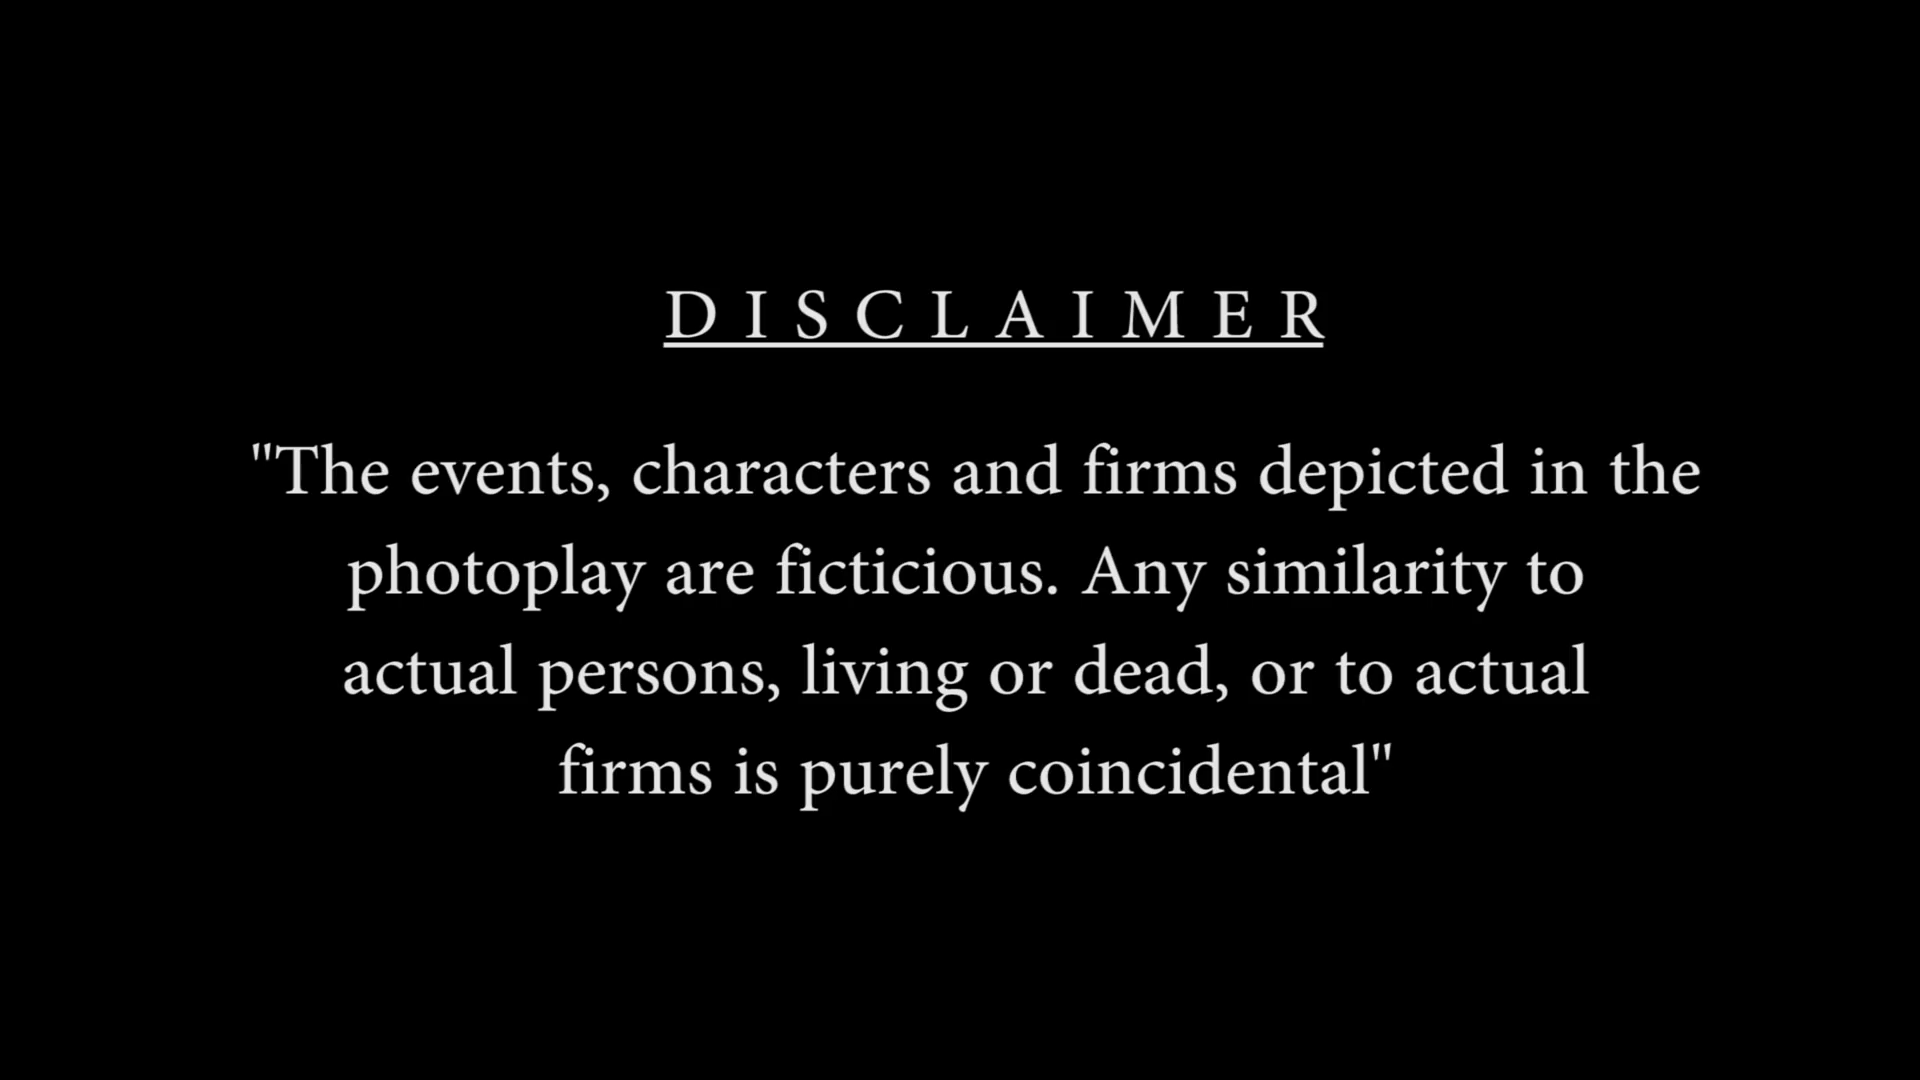 D I S C L A I M E R
"The events, characters and firms depicted in the
photoplay are ficticious. Any similarity to
actual persons, living or dead, or to actual
firms is purely coincidental"